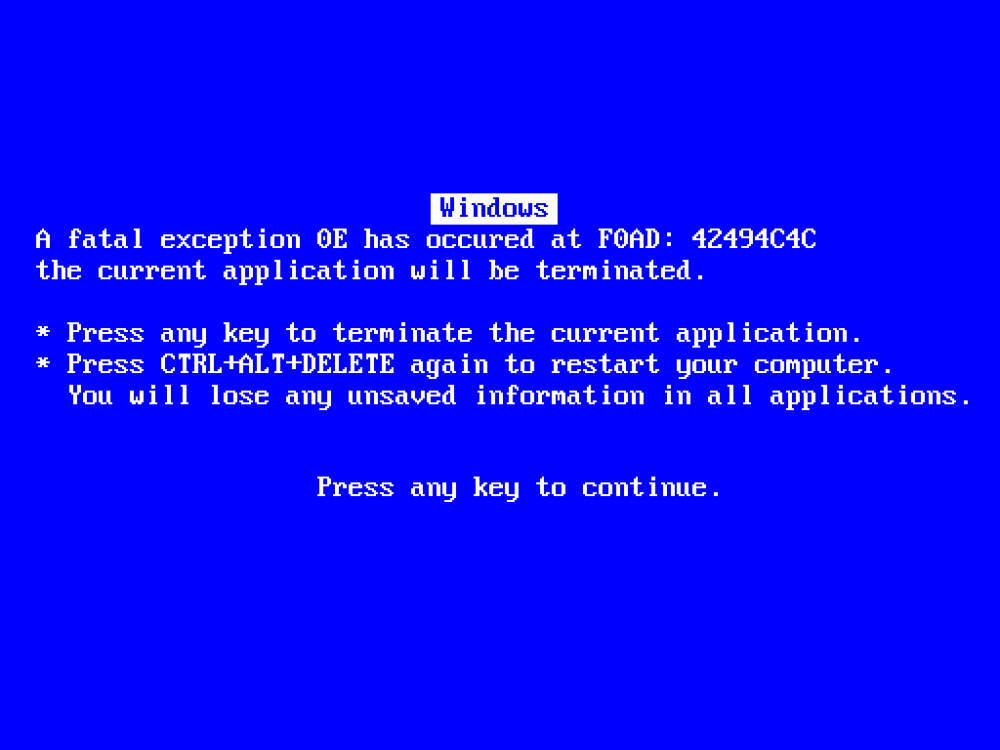 Windows
A fatal exception 0E has occured at F0AD: 42494C4C
the current application will be terminated.
* Press any key to terminate the current application.
* Press CTRL+ALT+DELETE again to restart your computer.
You will lose any unsaved information in all applications.
Press any key to continue.